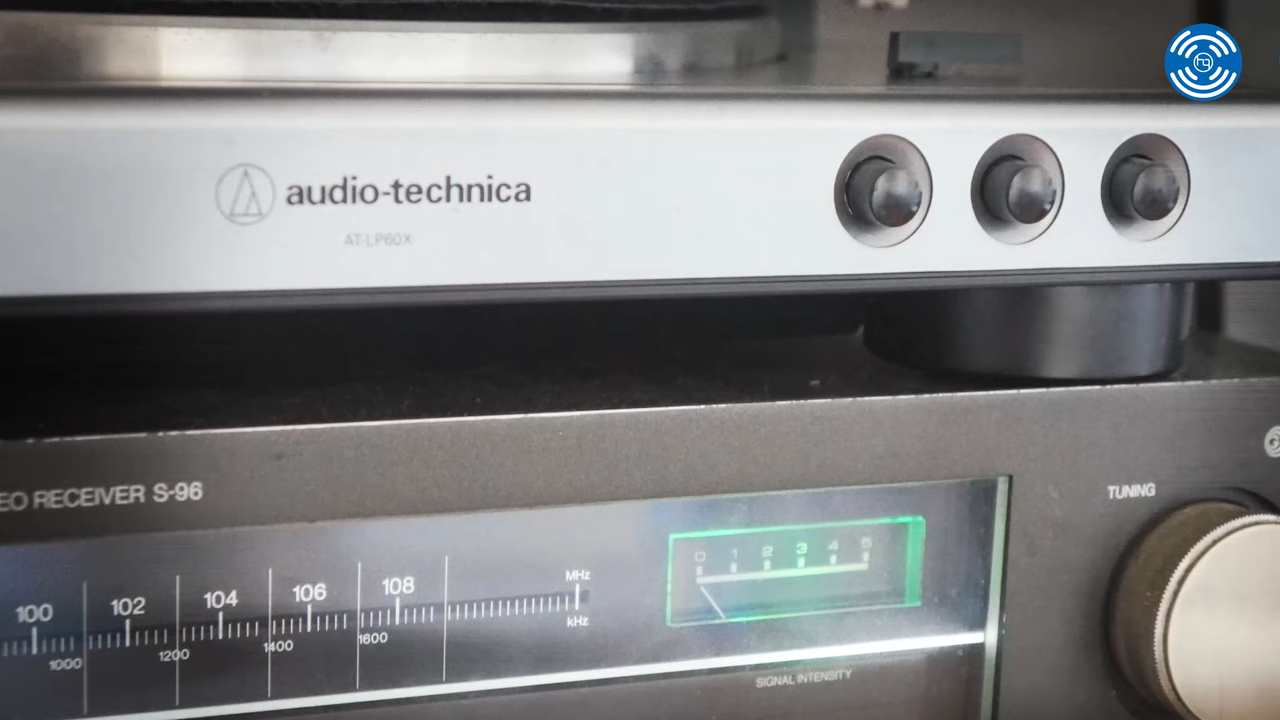 audio-technica
AT-LP60X
EO RECEIVER S-96
TUNING
0 1 2 3 4 5
MHz
100 102 104 106 108
kHz
1000 1200 1400 1600
SIGNAL INTENSITY